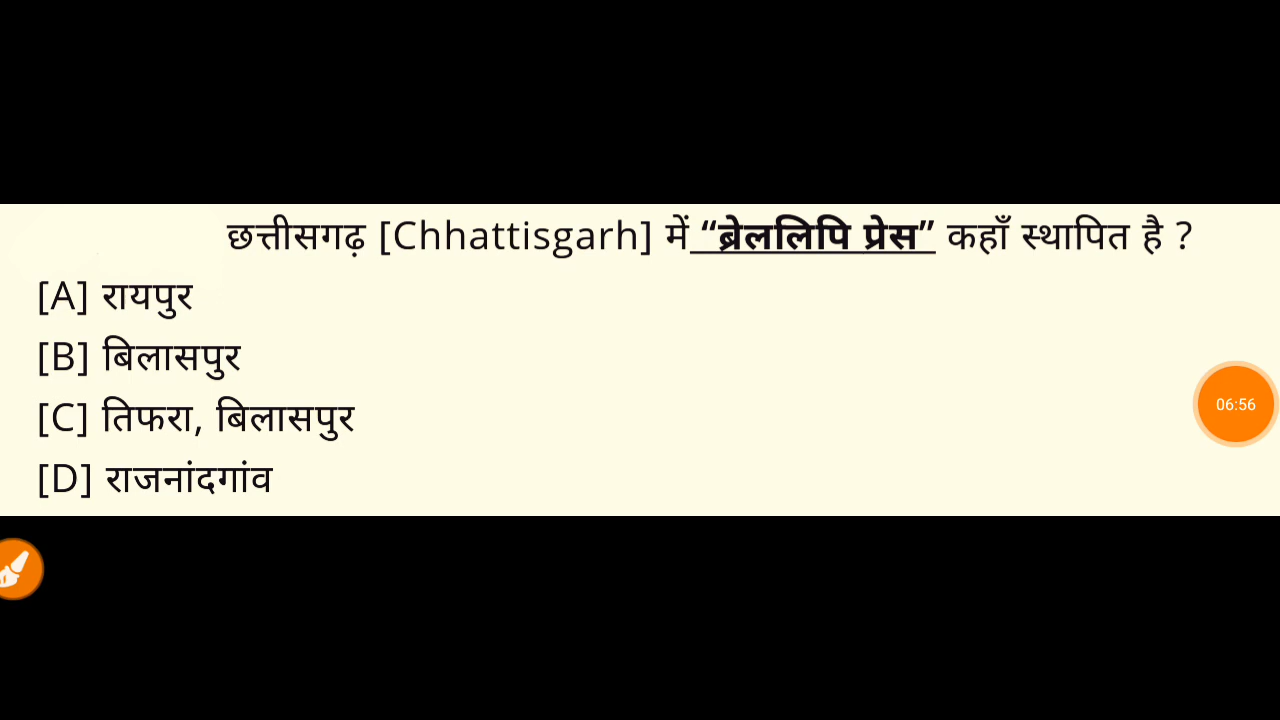 छत्तीसगढ़ [Chhattisgarh] में “ब्रेललिपि प्रेस” कहाँ स्थापित है ?
[A] रायपुर
[B] बिलासपुर
[C] तिफरा, बिलासपुर
06:56
[D] राजनांदगांव